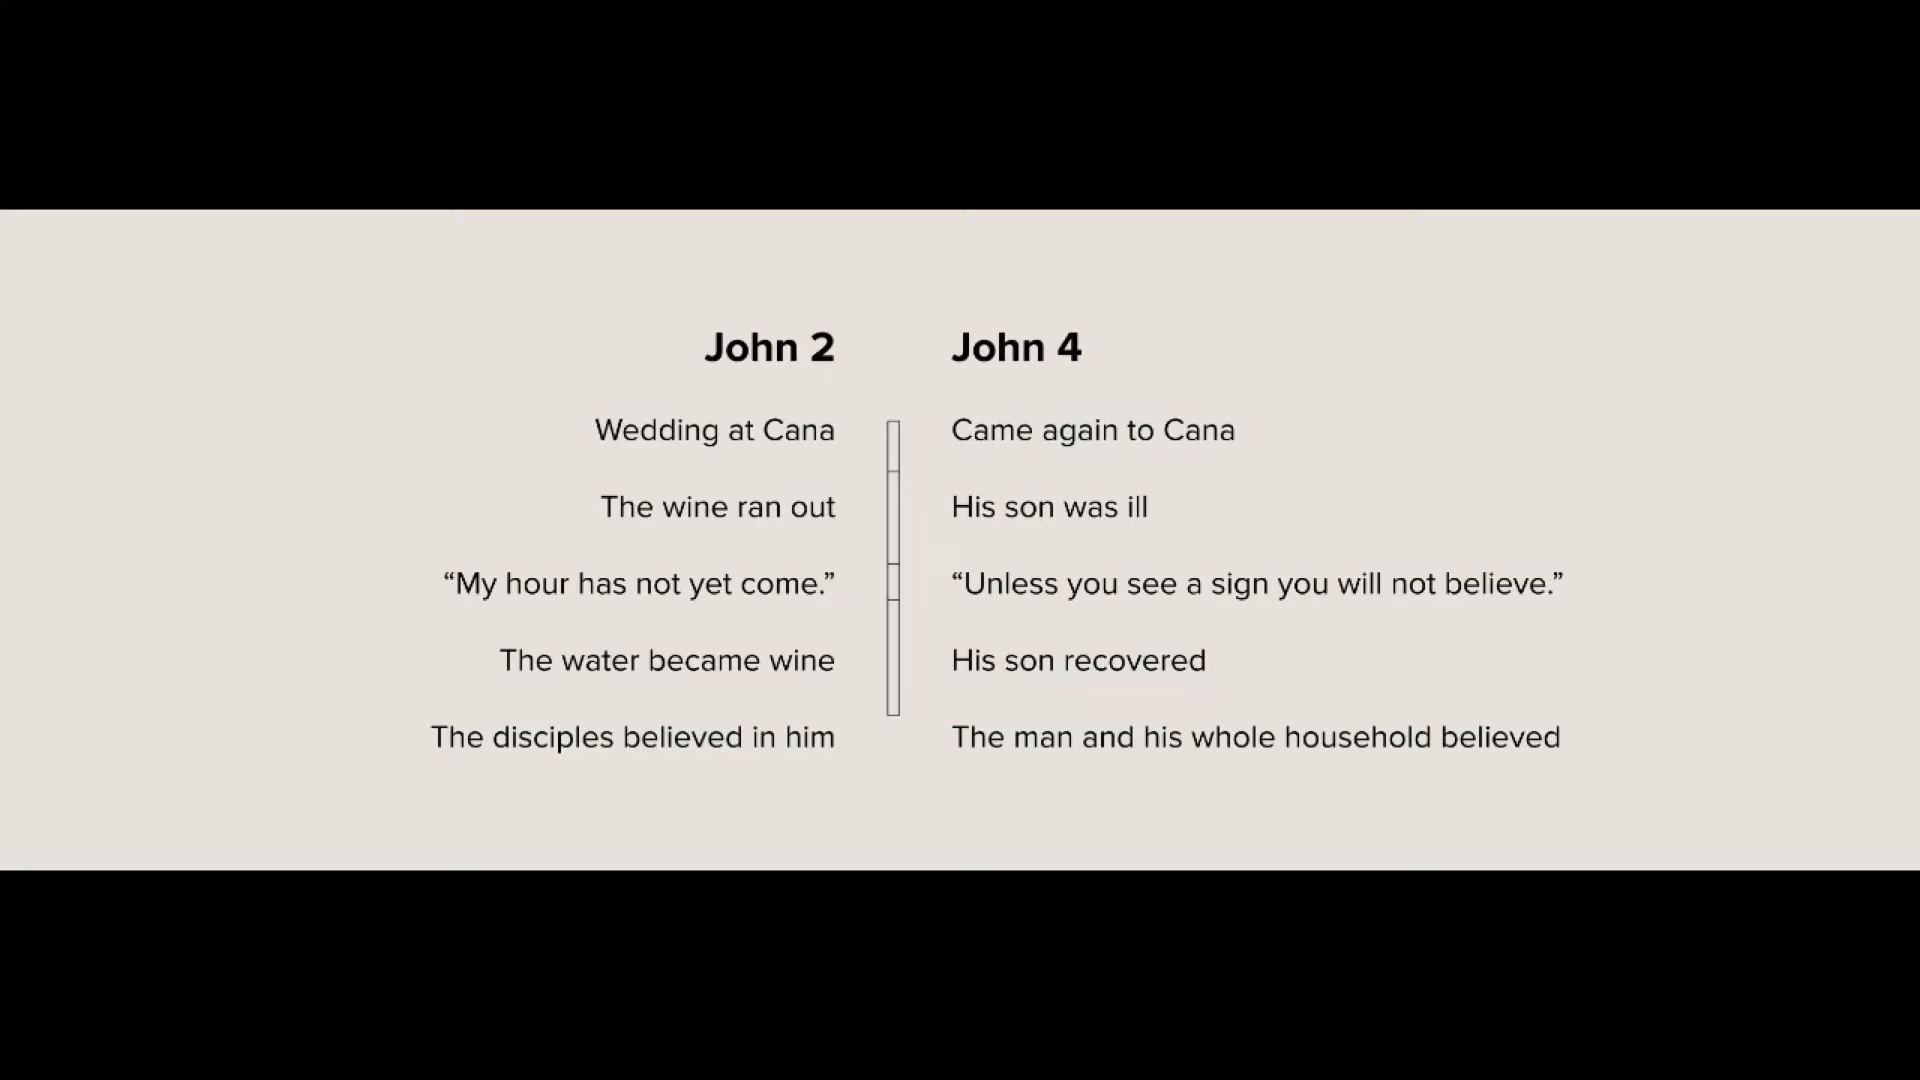 John 2 John 4
Wedding at Cana Came again to Cana
The wine ran out His son was ill
“My hour has not yet come.” “Unless you see a sign you will not believe.”
The water became wine His son recovered
The disciples believed in him The man and his whole household believed